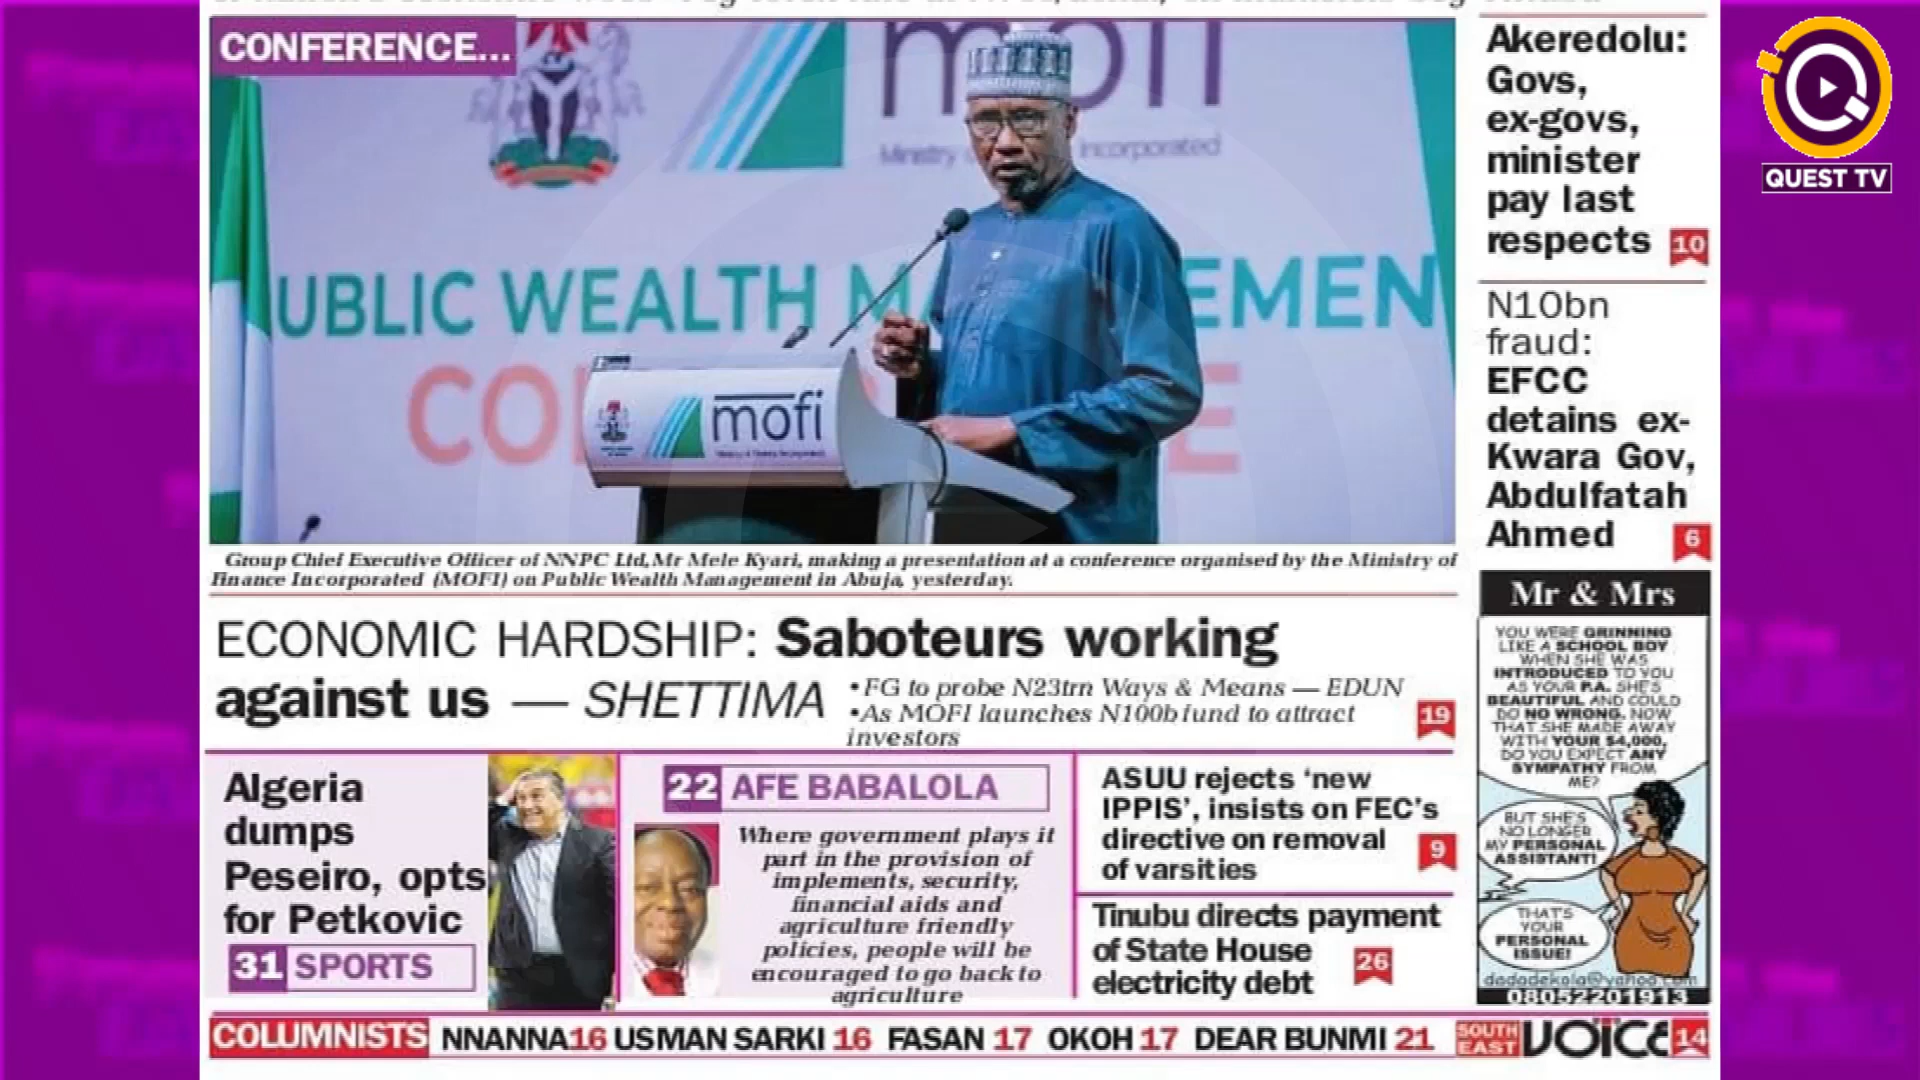 CONFERENCE...
mofi
Ministry Incorporated
UBLIC WEALTH MA EMEN
CO E
mofi
Group Chief Executive Officer of NNPC Ltd, Mr Mele Kyari, making a presentation at a conference organised by the Ministry of
Finance Incorporated (MOFI) on Public Wealth Management in Abuja, yesterday.
ECONOMIC HARDSHIP: Saboteurs working
against us — SHETTIMA
•FG to probe N23trn Ways & Means — EDUN
•As MOFI launches N100b fund to attract
investors
19
Algeria
dumps
Peseiro, opts
for Petkovic
31 SPORTS
22 AFE BABALOLA
Where government plays it
part in the provision of
implements, security,
financial aids and
agriculture friendly
policies, people will be
encouraged to go back to
agriculture
ASUU rejects ‘new
IPPIS’, insists on FEC’s
directive on removal
of varsities
9
Tinubu directs payment
of State House
electricity debt
26
Akeredolu:
Govs,
ex-govs,
minister
pay last
respects 10
N10bn
fraud:
EFCC
detains ex-
Kwara Gov,
Abdulfatah
Ahmed 6
Mr & Mrs
YOU WERE GRINNING
LIKE A SCHOOL BOY
WHEN SHE WAS
INTRODUCED TO YOU
AS YOUR P.A. SHE'S
BEAUTIFUL AND COULD
DO NO WRONG. NOW
THAT SHE MADE AWAY
WITH YOUR $4,000,
DO YOU EXPECT ANY
SYMPATHY FROM
ME?
BUT SHE'S
NO LONGER
MY PERSONAL
ASSISTANT!
THAT'S
YOUR
PERSONAL
ISSUE!
dadadekola@yahoo.com
08052201913
COLUMNISTS NNANNA 16 USMAN SARKI 16 FASAN 17 OKOH 17 DEAR BUNMI 21 SOUTH EAST VOICE 14
QUEST TV